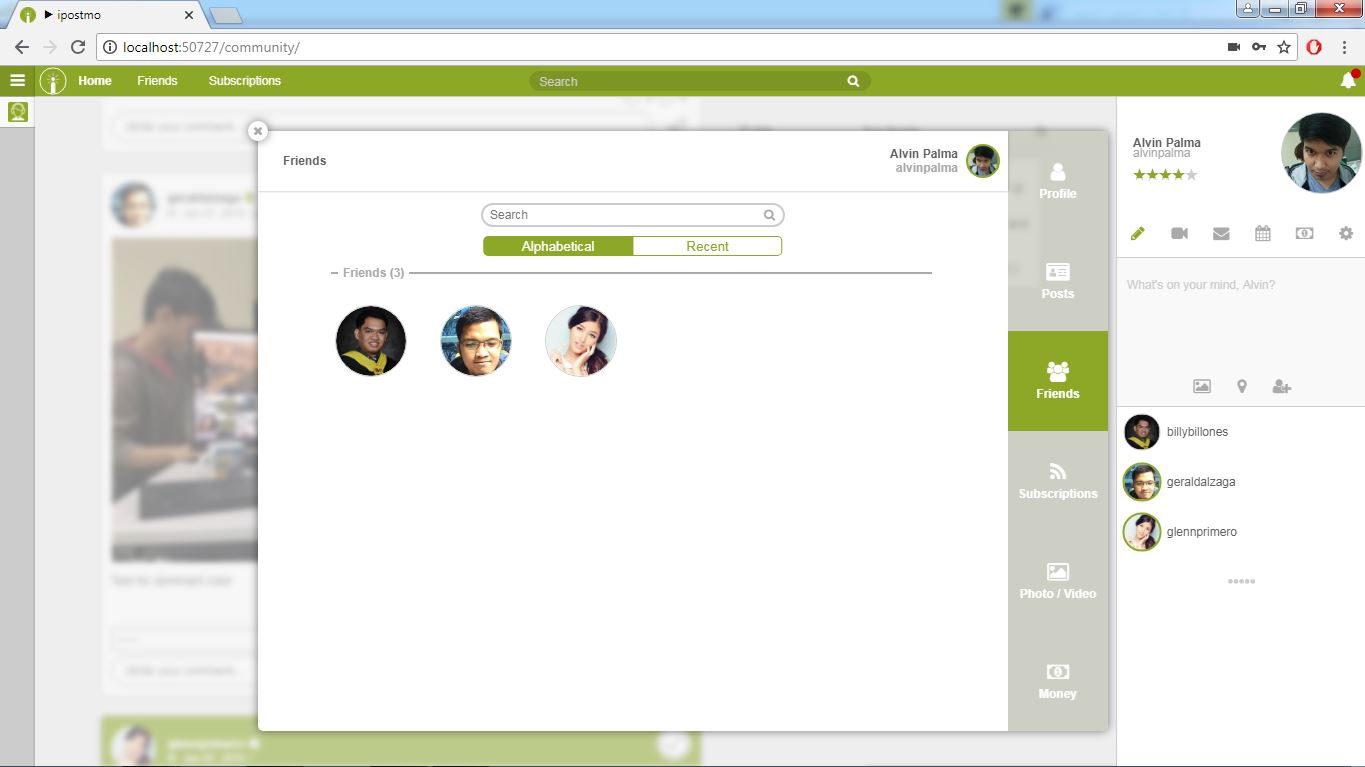 ipostmo
localhost:50727/community/
Home Friends Subscriptions Search
Write your comment...
Friends
Alvin Palma
alvinpalma
Search
Alphabetical Recent
Friends (3)
Profile
Posts
Friends
Subscriptions
Photo / Video
Money
Alvin Palma
alvinpalma
What's on your mind, Alvin?
billybillones
geraldalzaga
glennprimero
geraldalzaga
Test for dominant color
Write your comment...